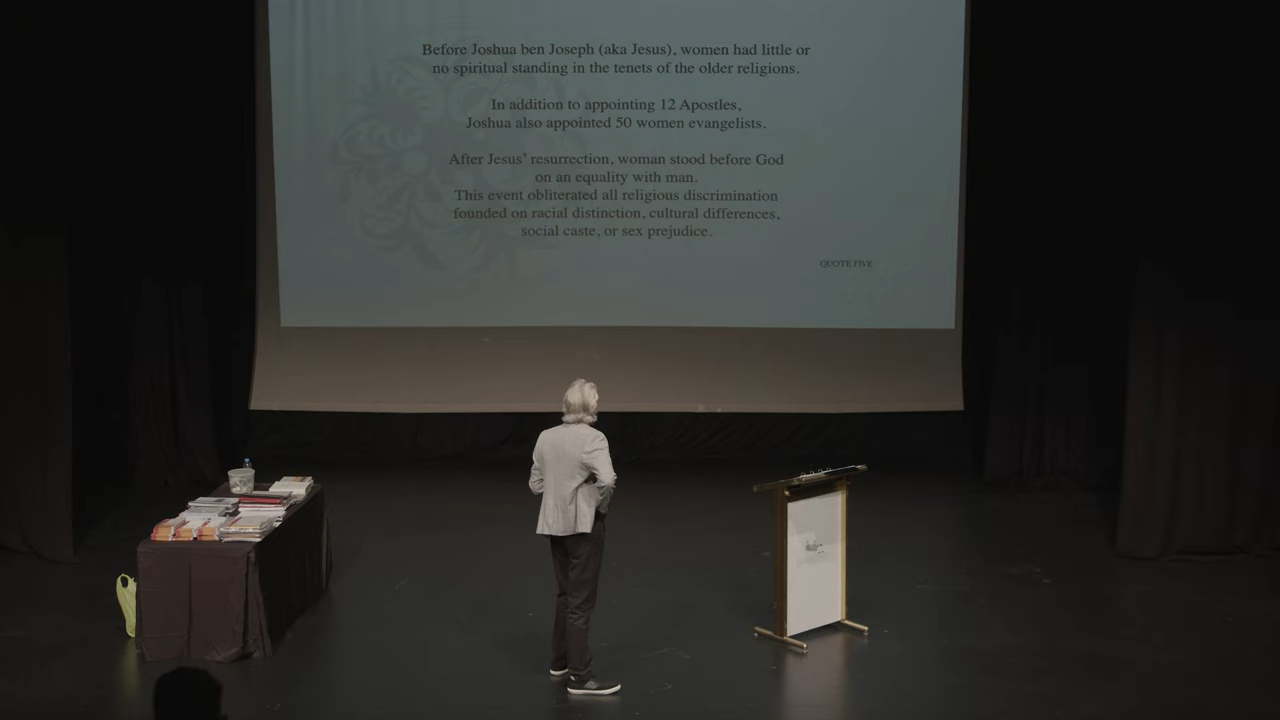 Before Joshua ben Joseph (aka Jesus), women had little or
no spiritual standing in the tenets of the older religions.
In addition to appointing 12 Apostles,
Joshua also appointed 50 women evangelists.
After Jesus' resurrection, woman stood before God
on an equality with man.
This event obliterated all religious discrimination
founded on racial distinction, cultural differences,
social caste, or sex prejudice.
QUOTE FIVE